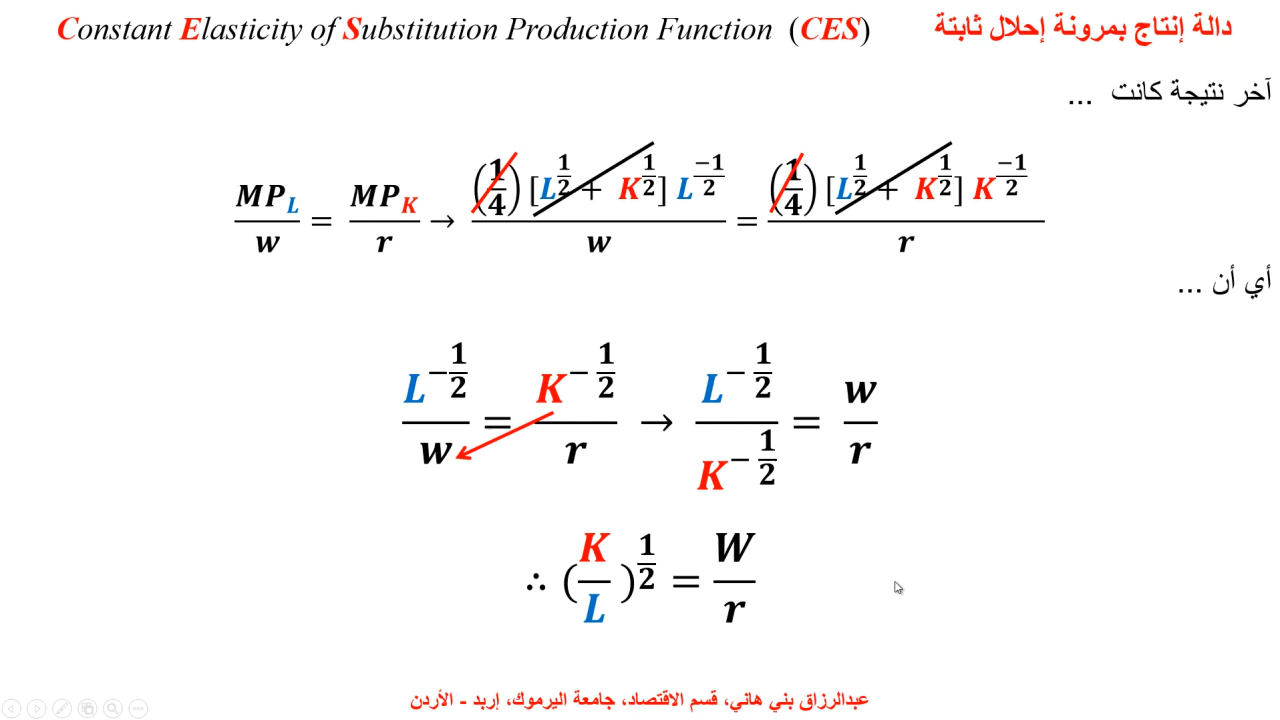 Constant Elasticity of Substitution Production Function (CES) دالة إنتاج بمرونة إحلال ثابتة
آخر نتيجة كانت ...
MP_L / w = MP_K / r → (1/4) [L^(1/2) + K^(1/2)] L^(-1/2) / w = (1/4) [L^(1/2) + K^(1/2)] K^(-1/2) / r
أي أن ...
L^(-1/2) / w = K^(-1/2) / r → L^(-1/2) / K^(-1/2) = w / r
∴ (K / L)^(1/2) = W / r
عبدالرزاق بني هاني، قسم الاقتصاد، جامعة اليرموك، إربد - الأردن